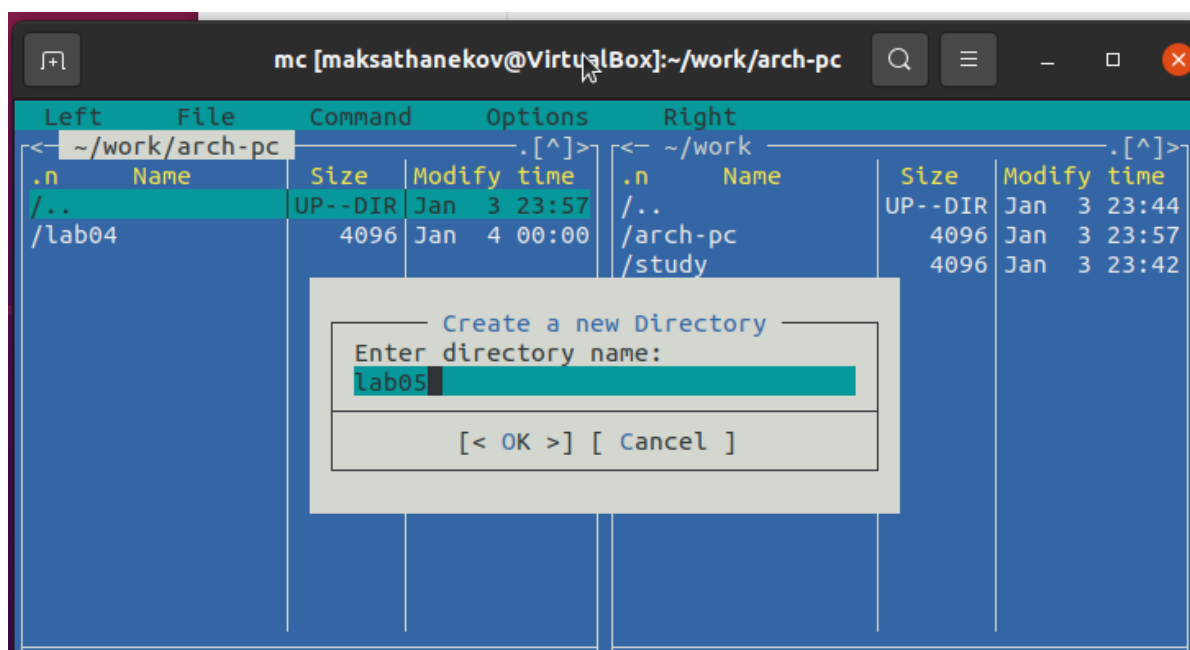 mc [maksathanekov@VirtualBox]:~/work/arch-pc
Left File Command Options Right
<— ~/work/arch-pc —.[^]>
.n Name Size Modify time
/.. UP--DIR Jan 3 23:57
/lab04 4096 Jan 4 00:00
<— ~/work —.[^]>
.n Name Size Modify time
/.. UP--DIR Jan 3 23:44
/arch-pc 4096 Jan 3 23:57
/study 4096 Jan 3 23:42
Create a new Directory
Enter directory name:
lab05
[< OK >] [ Cancel ]